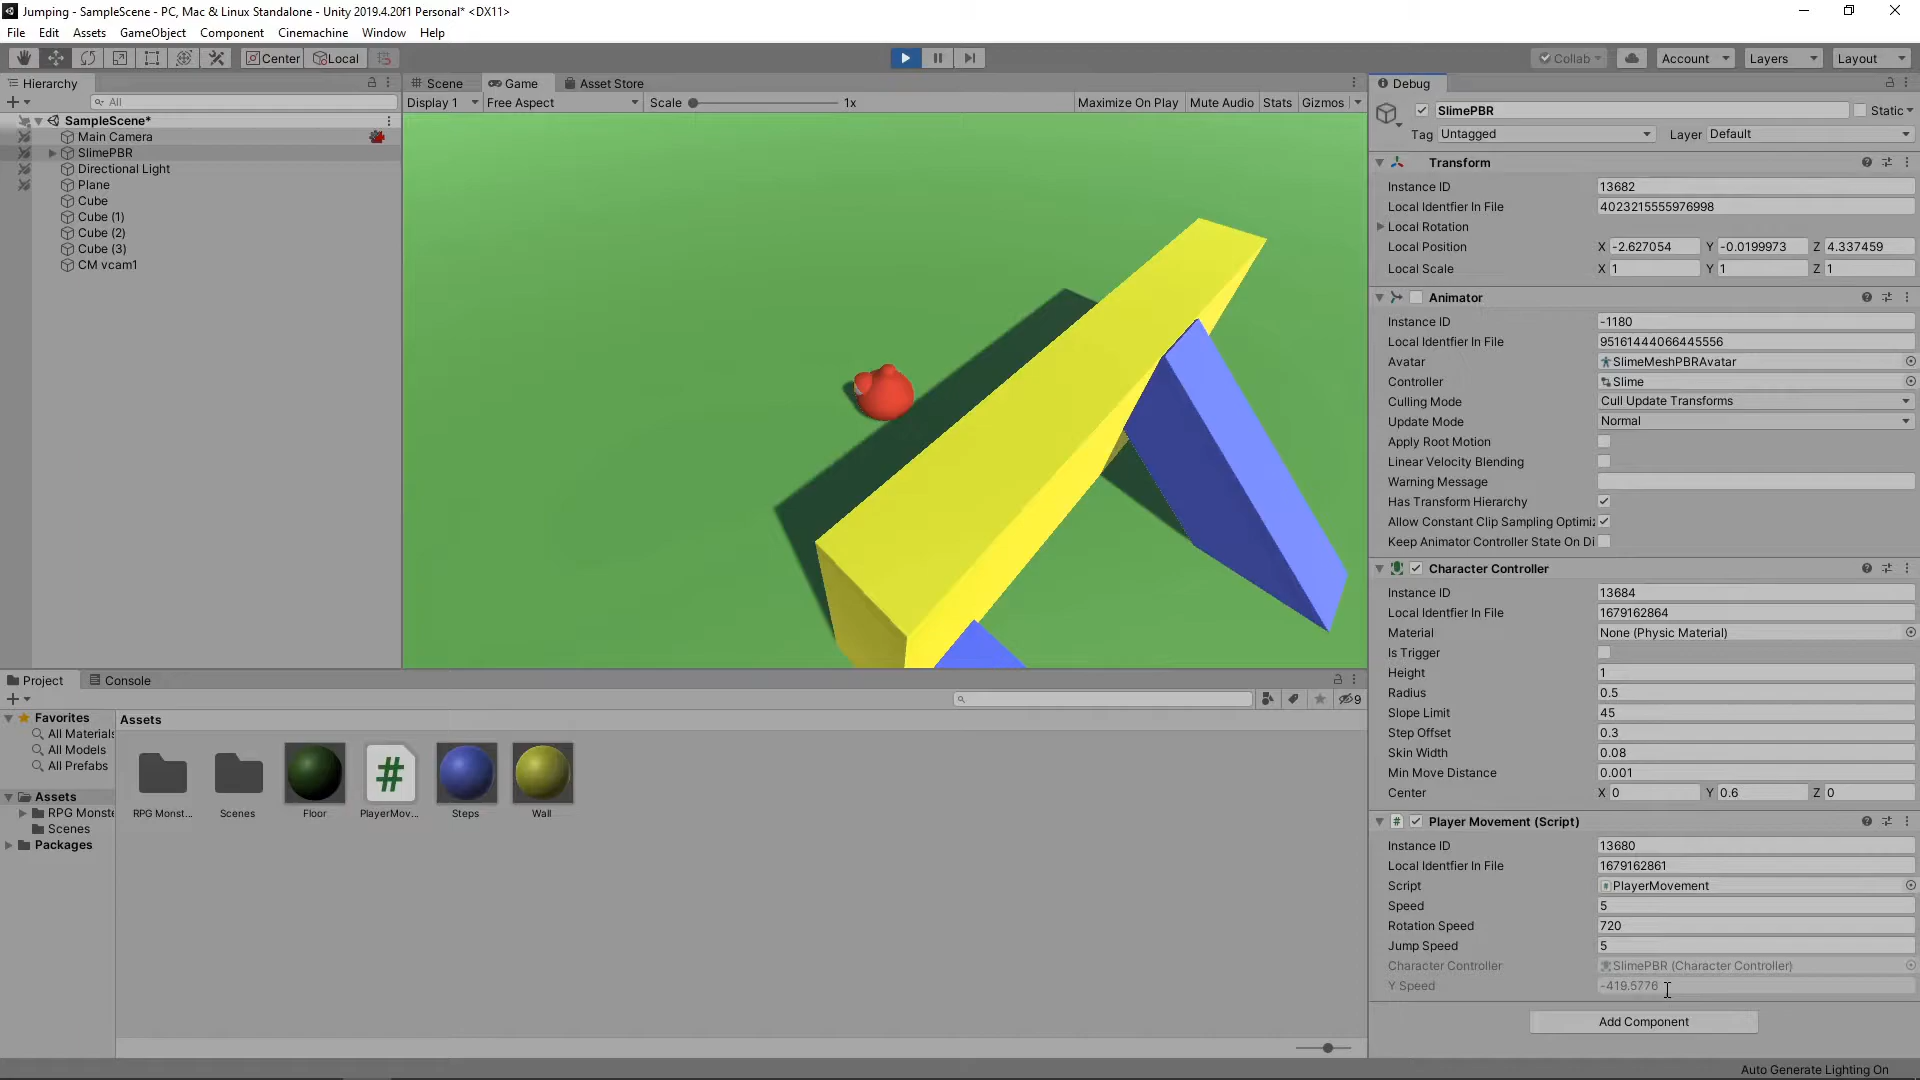 Jumping - SampleScene - PC, Mac & Linux Standalone - Unity 2019.4.20f1 Personal* <DX11>
File Edit Assets GameObject Component Cinemachine Window Help
Center Local Collab Account Layers Layout
Hierarchy
All
SampleScene*
Main Camera
SlimePBR
Directional Light
Plane
Cube
Cube (1)
Cube (2)
Cube (3)
CM vcam1
Scene Game Asset Store
Display 1 Free Aspect Scale 1x Maximize On Play Mute Audio Stats Gizmos
Project Console
9
Favorites
All Materials
All Models
All Prefabs
Assets
RPG Monste
Scenes
Packages
Assets
RPG Monst... Scenes Floor PlayerMov... Steps Wall
Debug
SlimePBR Static
Tag Untagged Layer Default
Transform
Instance ID 13682
Local Identfier In File 4023215555976998
Local Rotation
Local Position X -2.627054 Y -0.0199973 Z 4.337459
Local Scale X 1 Y 1 Z 1
Animator
Instance ID -1180
Local Identfier In File 95161444066445556
Avatar SlimeMeshPBRAvatar
Controller Slime
Culling Mode Cull Update Transforms
Update Mode Normal
Apply Root Motion
Linear Velocity Blending
Warning Message
Has Transform Hierarchy
Allow Constant Clip Sampling Optimiz
Keep Animator Controller State On Di
Character Controller
Instance ID 13684
Local Identfier In File 1679162864
Material None (Physic Material)
Is Trigger
Height 1
Radius 0.5
Slope Limit 45
Step Offset 0.3
Skin Width 0.08
Min Move Distance 0.001
Center X 0 Y 0.6 Z 0
Player Movement (Script)
Instance ID 13680
Local Identfier In File 1679162861
Script PlayerMovement
Speed 5
Rotation Speed 720
Jump Speed 5
Character Controller SlimePBR (Character Controller)
Y Speed -419.5776
Add Component
Auto Generate Lighting On